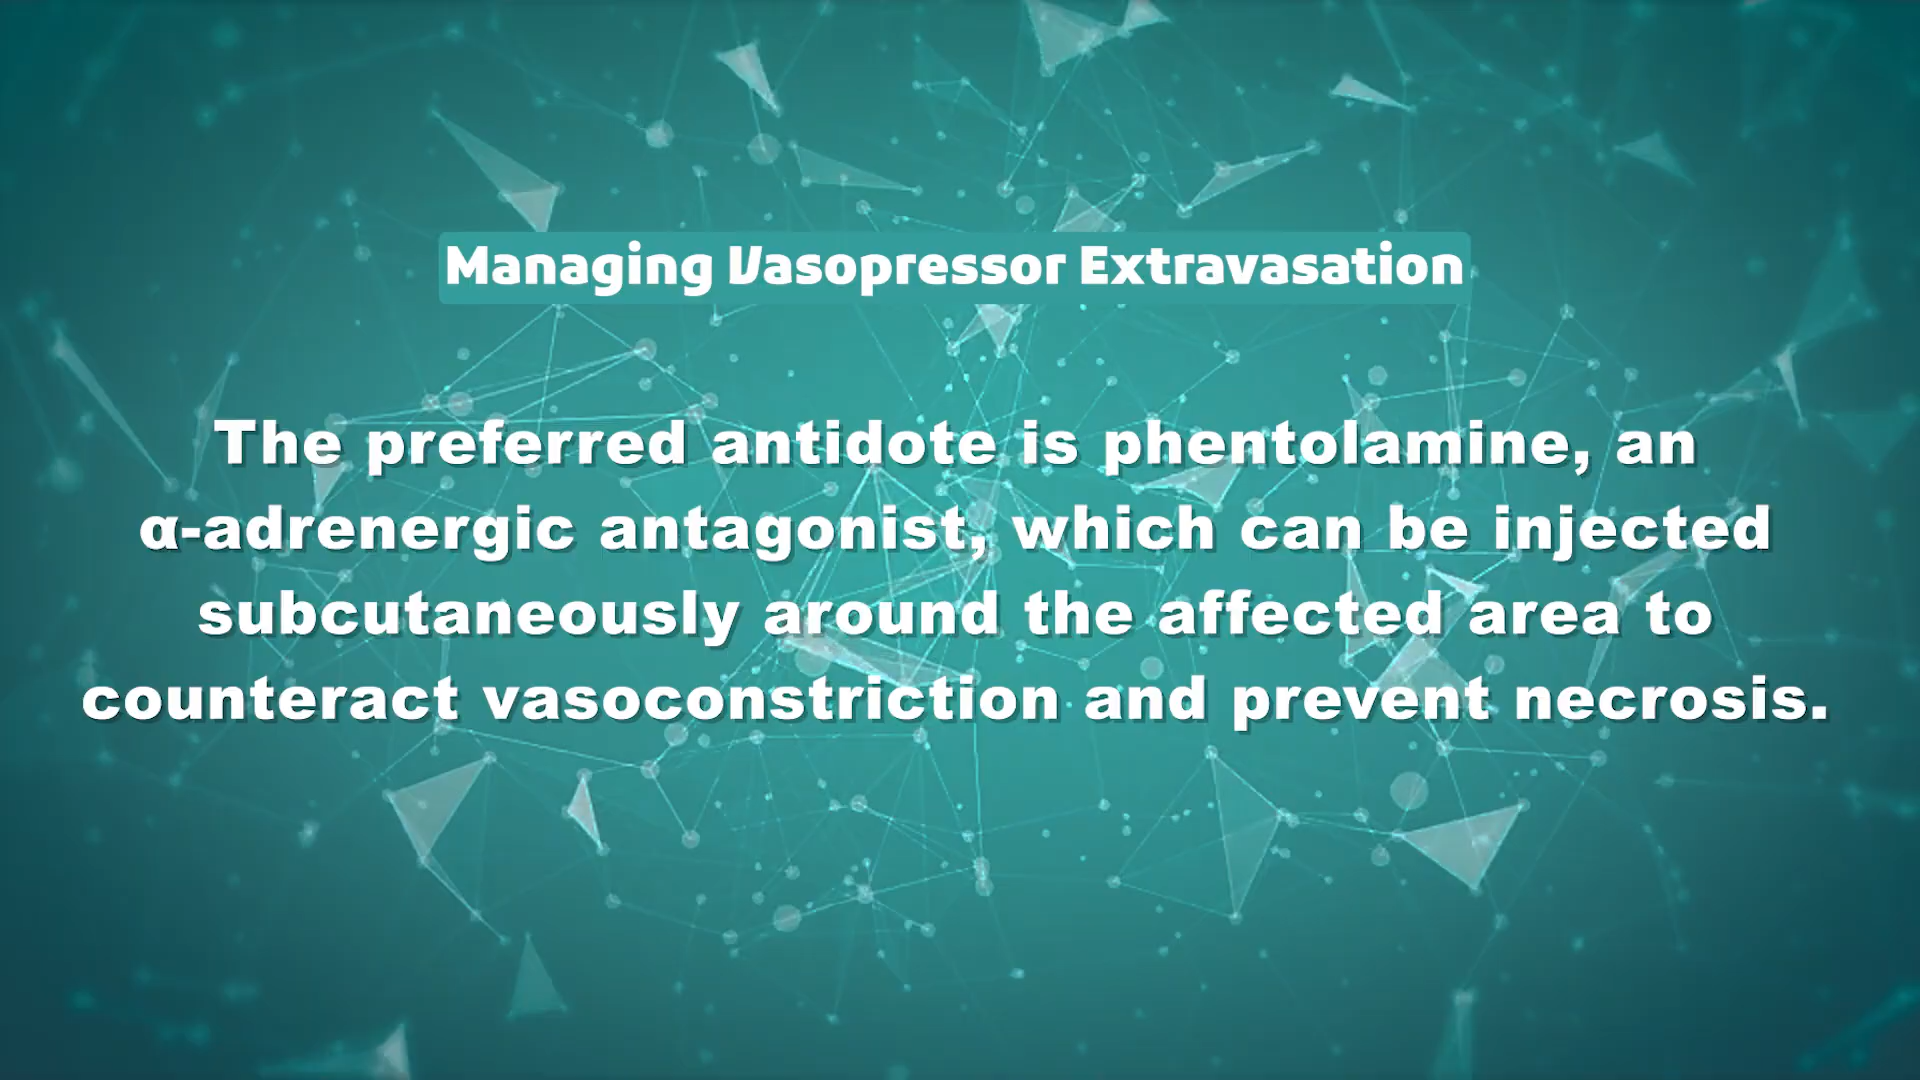 Managing Vasopressor Extravasation
The preferred antidote is phentolamine, an
α-adrenergic antagonist, which can be injected
subcutaneously around the affected area to
counteract vasoconstriction and prevent necrosis.